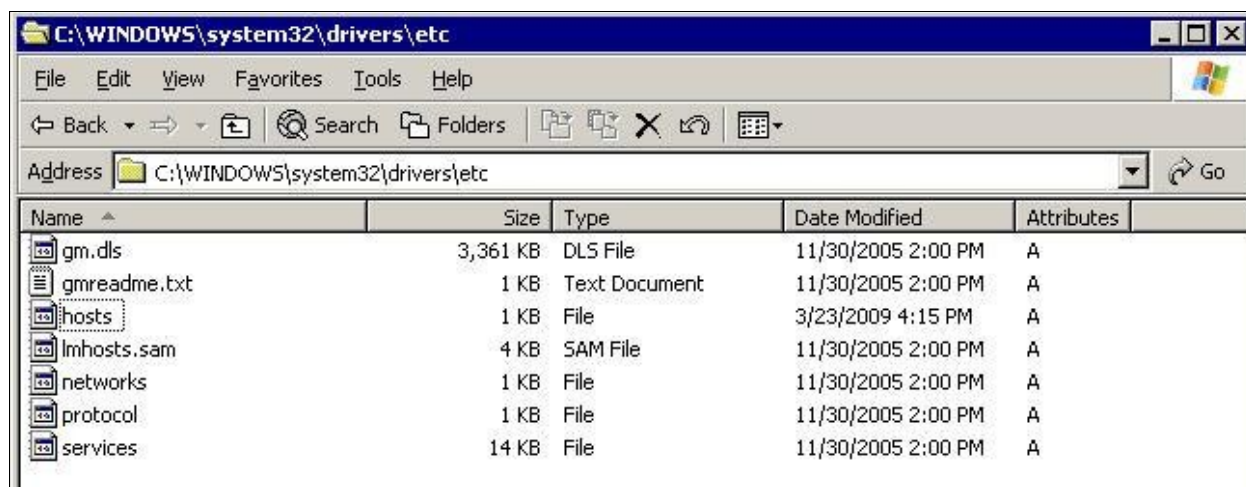 C:\WINDOWS\system32\drivers\etc
File Edit View Favorites Tools Help
Back Search Folders
Address C:\WINDOWS\system32\drivers\etc Go
Name Size Type Date Modified Attributes
gm.dls 3,361 KB DLS File 11/30/2005 2:00 PM A
gmreadme.txt 1 KB Text Document 11/30/2005 2:00 PM A
hosts 1 KB File 3/23/2009 4:15 PM A
lmhosts.sam 4 KB SAM File 11/30/2005 2:00 PM A
networks 1 KB File 11/30/2005 2:00 PM A
protocol 1 KB File 11/30/2005 2:00 PM A
services 14 KB File 11/30/2005 2:00 PM A